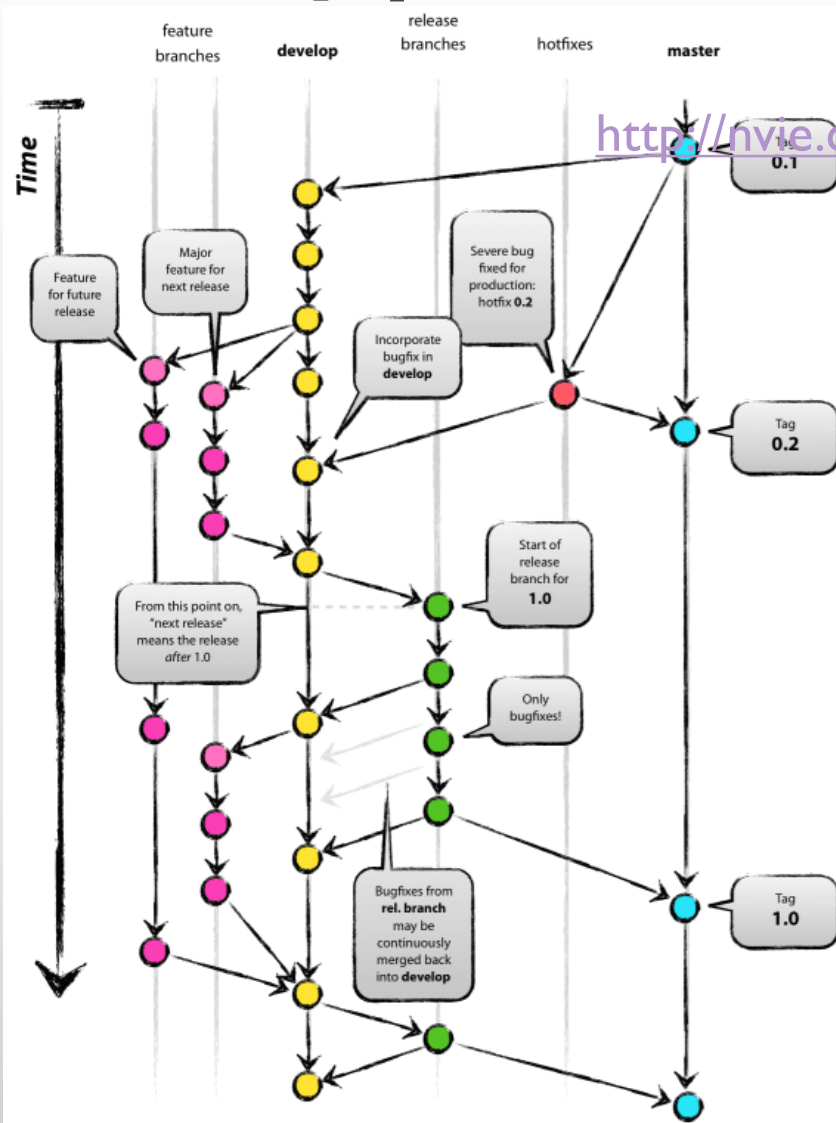 feature
branches
develop
release
branches
hotfixes
master
Time
http://nvie.c
Tag
0.1
Feature
for future
release
Major
feature for
next release
Severe bug
fixed for
production:
hotfix 0.2
Incorporate
bugfix in
develop
Tag
0.2
Start of
release
branch for
1.0
From this point on,
“next release”
means the release
after 1.0
Only
bugfixes!
Bugfixes from
rel. branch
may be
continuously
merged back
into develop
Tag
1.0